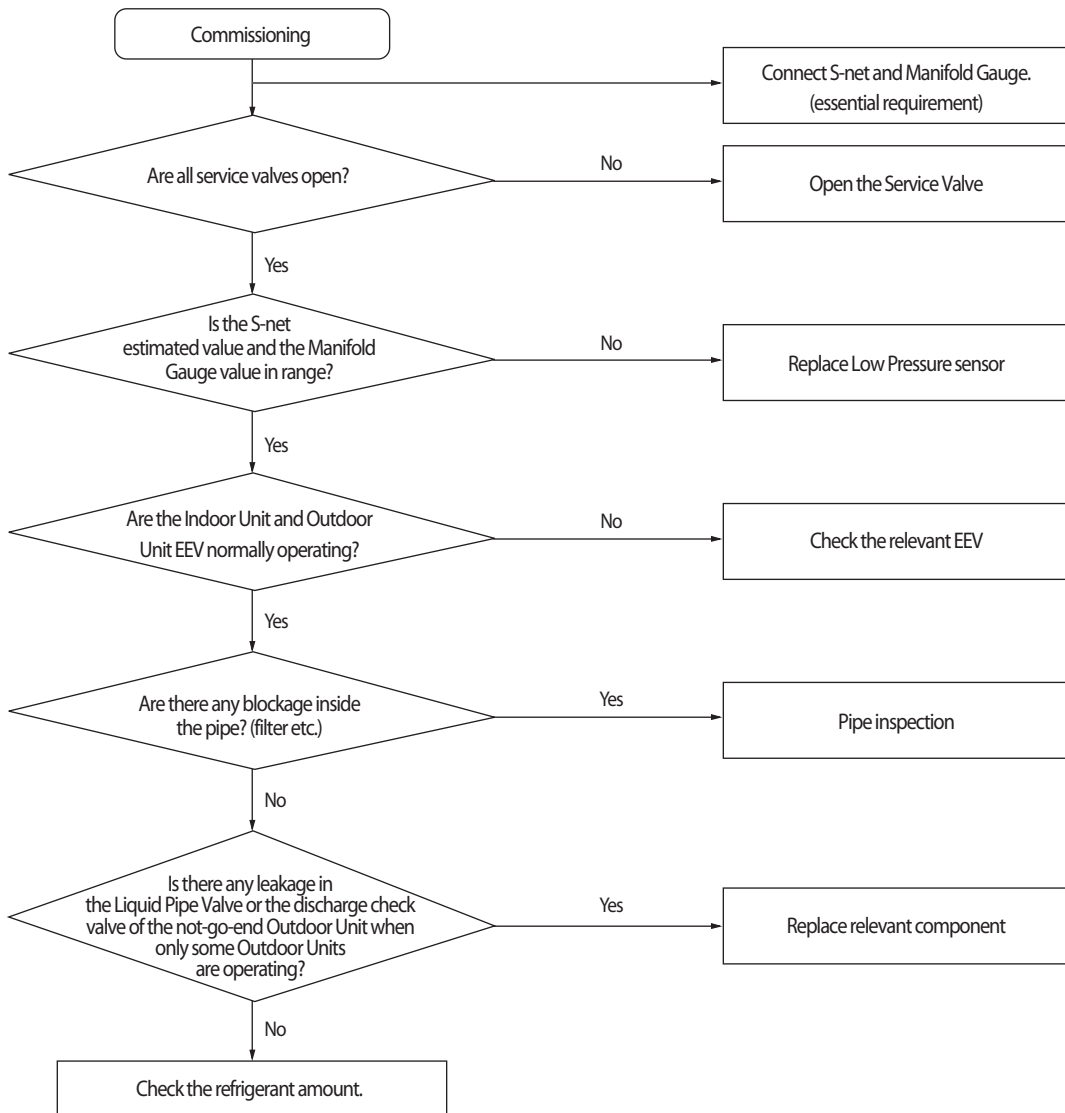 Commissioning
Connect S-net and Manifold Gauge.
(essential requirement)
Are all service valves open?
No
Open the Service Valve
Yes
Is the S-net
estimated value and the Manifold
Gauge value in range?
No
Replace Low Pressure sensor
Yes
Are the Indoor Unit and Outdoor
Unit EEV normally operating?
No
Check the relevant EEV
Yes
Are there any blockage inside
the pipe? (filter etc.)
Yes
Pipe inspection
No
Is there any leakage in
the Liquid Pipe Valve or the discharge check
valve of the not-go-end Outdoor Unit when
only some Outdoor Units
are operating?
Yes
Replace relevant component
No
Check the refrigerant amount.